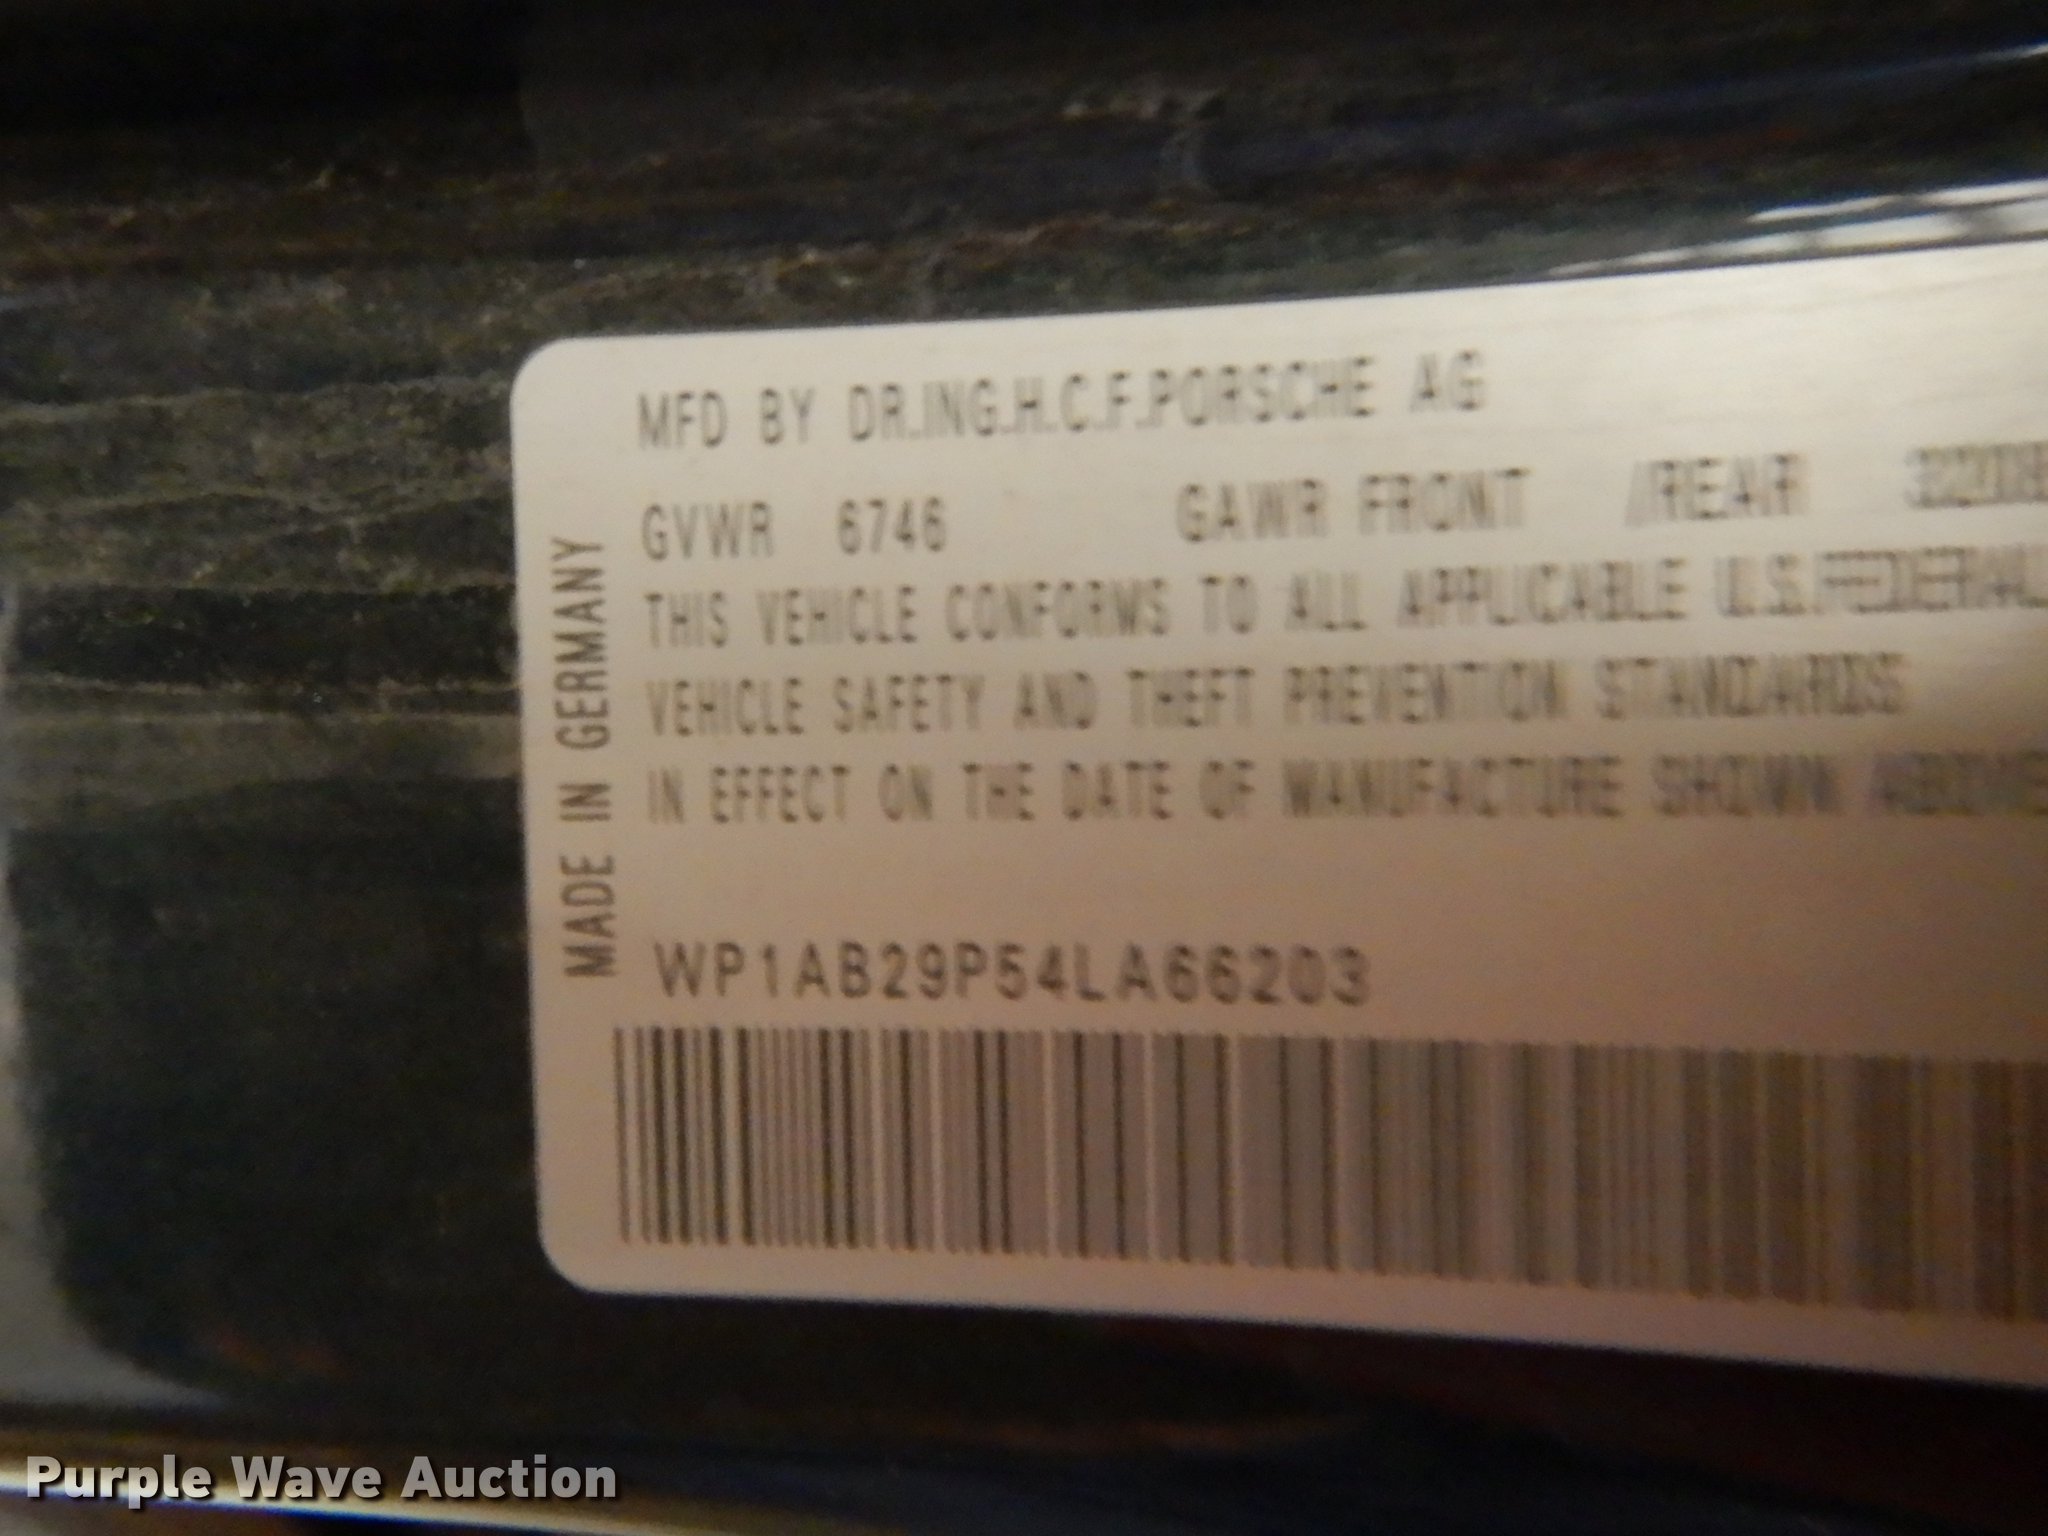 MFD BY DR.ING.H.C.F.PORSCHE AG
GVWR 6746 GAWR FRONT /REAR
THIS VEHICLE CONFORMS TO ALL APPLICABLE U.S.FEDERAL
VEHICLE SAFETY AND THEFT PREVENTION STANDARDS
IN EFFECT ON THE DATE OF MANUFACTURE SHOWN ABOVE
MADE IN GERMANY
WP1AB29P54LA66203
Purple Wave Auction